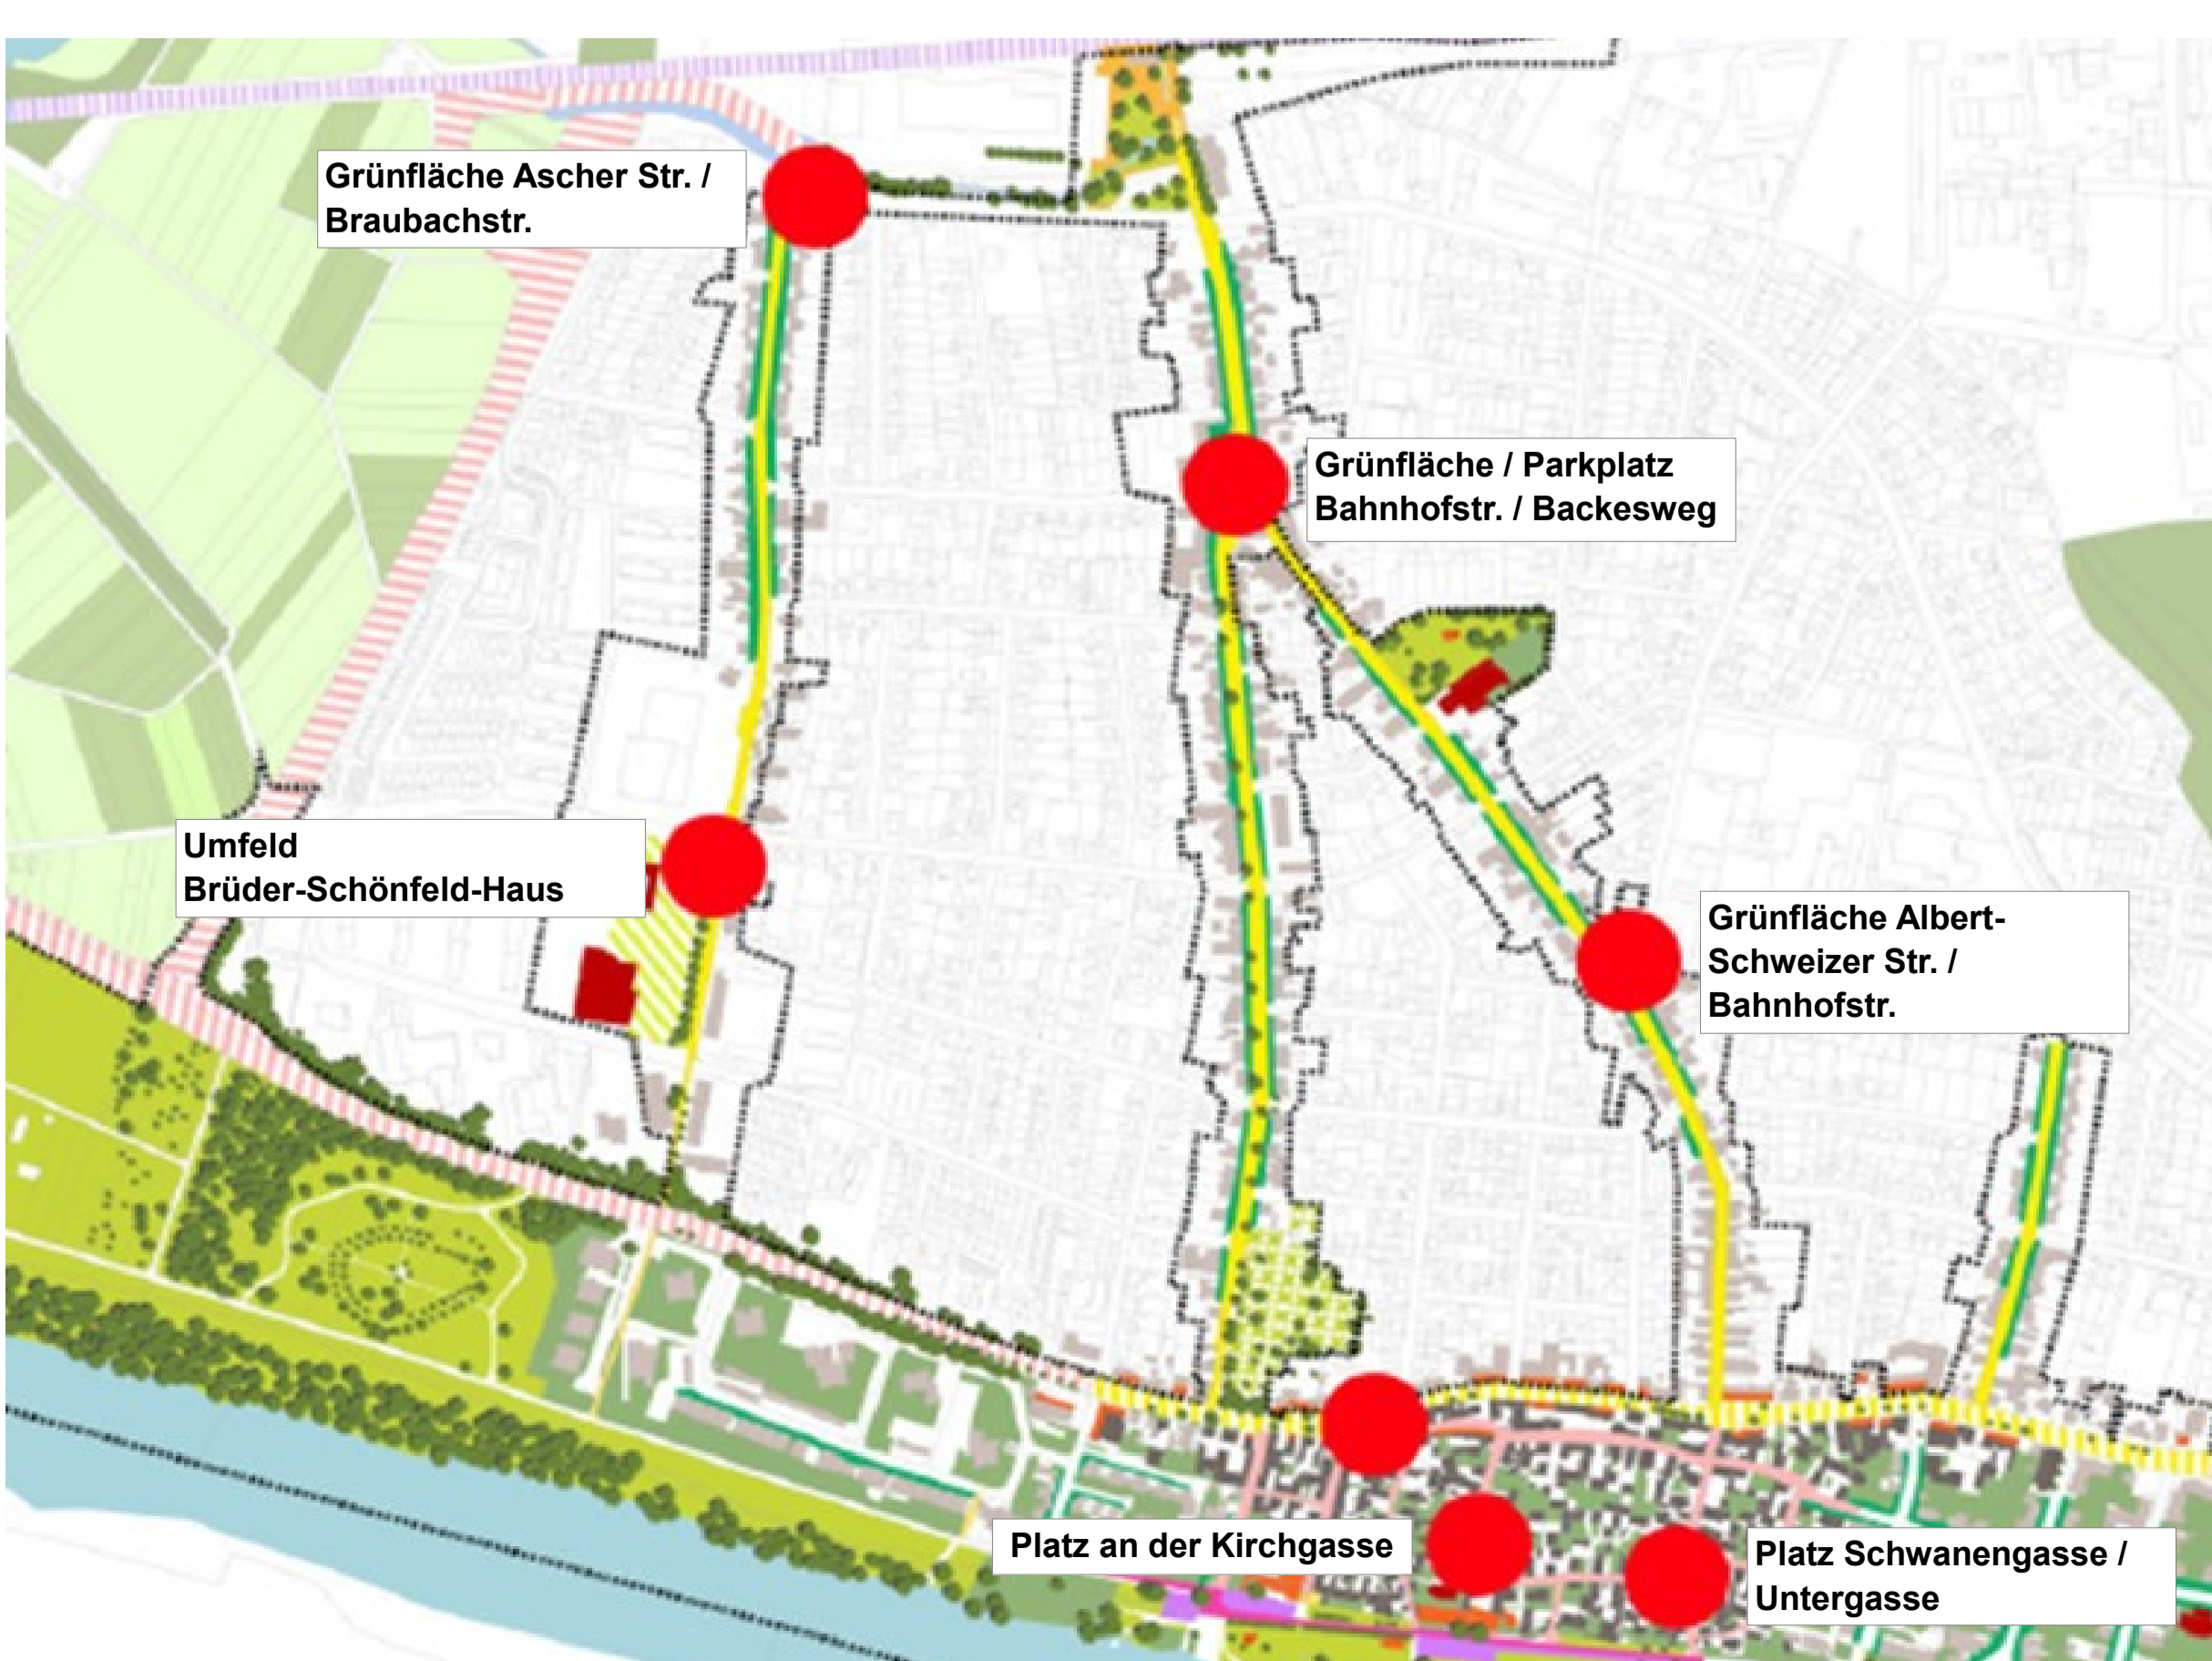 Grünfläche Ascher Str. /
Braubachstr.
Grünfläche / Parkplatz
Bahnhofstr. / Backesweg
Umfeld
Brüder-Schönfeld-Haus
Grünfläche Albert-
Schweizer Str. /
Bahnhofstr.
Platz an der Kirchgasse
Platz Schwanengasse /
Untergasse